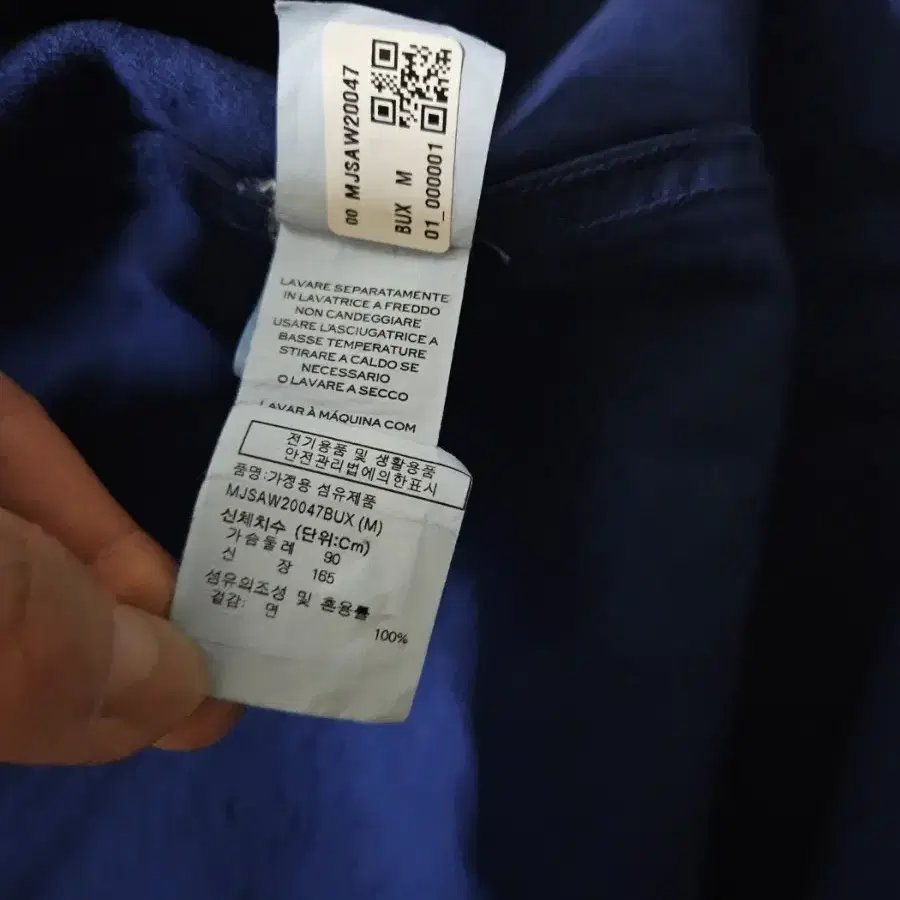 00 MJSAW20047
BUX M
01_000001
LAVARE SEPARATAMENTE
IN LAVATRICE A FREDDO
NON CANDEGGIARE
USARE L'ASCIUGATRICE A
BASSE TEMPERATURE
STIRARE A CALDO SE
NECESSARIO
O LAVARE A SECCO
LAVAR À MÁQUINA COM
전기용품 및 생활용품
안전관리법에의한표시
품명:가정용 섬유제품
MJSAW20047BUX (M)
신체치수 (단위:Cm)
가슴둘레 90
신 장 165
섬유의조성 및 혼용률
겉감: 면
100%